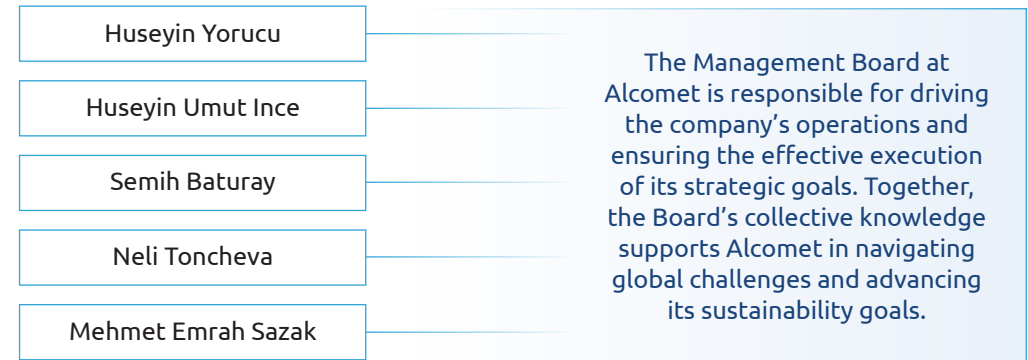 Huseyin Yorucu
Huseyin Umut Ince
Semih Baturay
Neli Toncheva
Mehmet Emrah Sazak
The Management Board at
Alcomet is responsible for driving
the company’s operations and
ensuring the effective execution
of its strategic goals. Together,
the Board’s collective knowledge
supports Alcomet in navigating
global challenges and advancing
its sustainability goals.